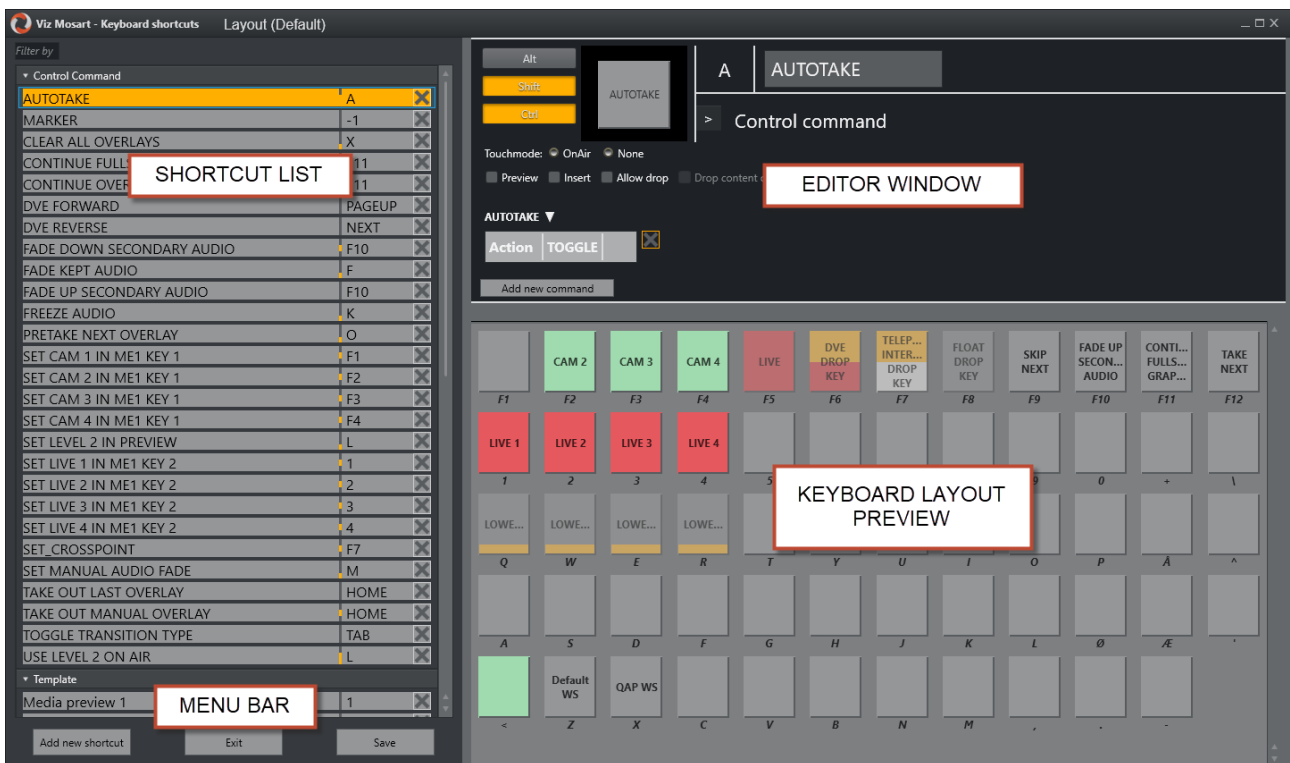 Viz Mosart - Keyboard shortcuts Layout (Default)
Filter by
Control Command
AUTOTAKE A
MARKER -1
CLEAR ALL OVERLAYS X
CONTINUE FULL 11
CONTINUE OVER 11
SHORTCUT LIST
DVE FORWARD PAGEUP
DVE REVERSE NEXT
FADE DOWN SECONDARY AUDIO F10
FADE KEPT AUDIO F
FADE UP SECONDARY AUDIO F10
FREEZE AUDIO K
PRETAKE NEXT OVERLAY O
SET CAM 1 IN ME1 KEY 1 F1
SET CAM 2 IN ME1 KEY 1 F2
SET CAM 3 IN ME1 KEY 1 F3
SET CAM 4 IN ME1 KEY 1 F4
SET LEVEL 2 IN PREVIEW L
SET LIVE 1 IN ME1 KEY 2 1
SET LIVE 2 IN ME1 KEY 2 2
SET LIVE 3 IN ME1 KEY 2 3
SET LIVE 4 IN ME1 KEY 2 4
SET_CROSSPOINT F7
SET MANUAL AUDIO FADE M
TAKE OUT LAST OVERLAY HOME
TAKE OUT MANUAL OVERLAY HOME
TOGGLE TRANSITION TYPE TAB
USE LEVEL 2 ON AIR L
Template
Media preview 1 1
MENU BAR
Add new shortcut Exit Save
Alt
Shift
Ctrl
AUTOTAKE
A AUTOTAKE
> Control command
Touchmode: OnAir None
Preview Insert Allow drop Drop content
EDITOR WINDOW
AUTOTAKE ▼
Action TOGGLE
Add new command
CAM 2 CAM 3 CAM 4 LIVE DVE DROP KEY TELEP... INTER... DROP KEY FLOAT DROP KEY SKIP NEXT FADE UP SECON... AUDIO CONTI... FULLS... GRAP... TAKE NEXT
F1 F2 F3 F4 F5 F6 F7 F8 F9 F10 F11 F12
LIVE 1 LIVE 2 LIVE 3 LIVE 4
1 2 3 4 5 9 0 + \
KEYBOARD LAYOUT
PREVIEW
LOWE... LOWE... LOWE... LOWE...
Q W E R T Y U I O P Å ^
A S D F G H J K L Ø Æ '
Default WS QAP WS
< Z X C V B N M , . -